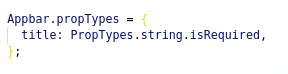 Appbar.propTypes = {
  title: PropTypes.string.isRequired,
};